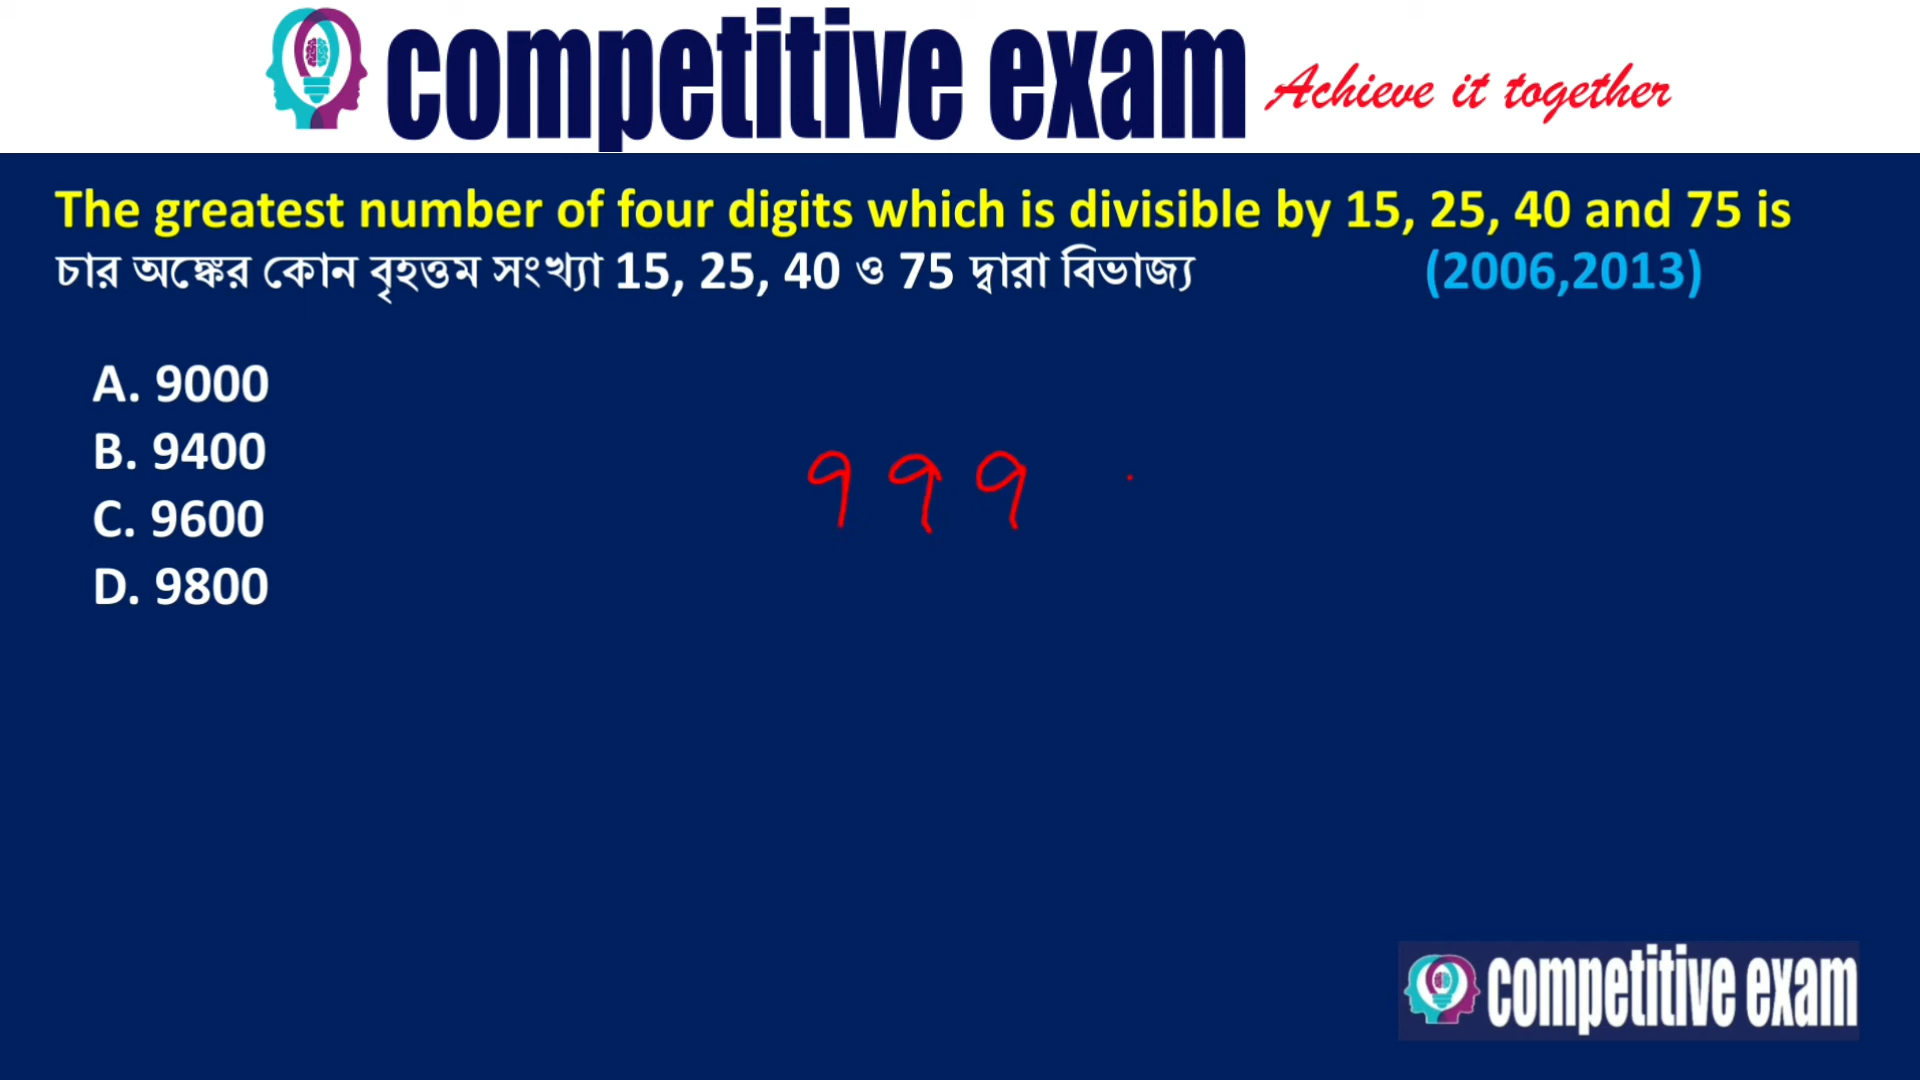 competitive exam Achieve it together
The greatest number of four digits which is divisible by 15, 25, 40 and 75 is
চার অঙ্কের কোন বৃহত্তম সংখ্যা 15, 25, 40 ও 75 দ্বারা বিভাজ্য (2006,2013)
A. 9000
B. 9400
C. 9600
D. 9800
999
competitive exam